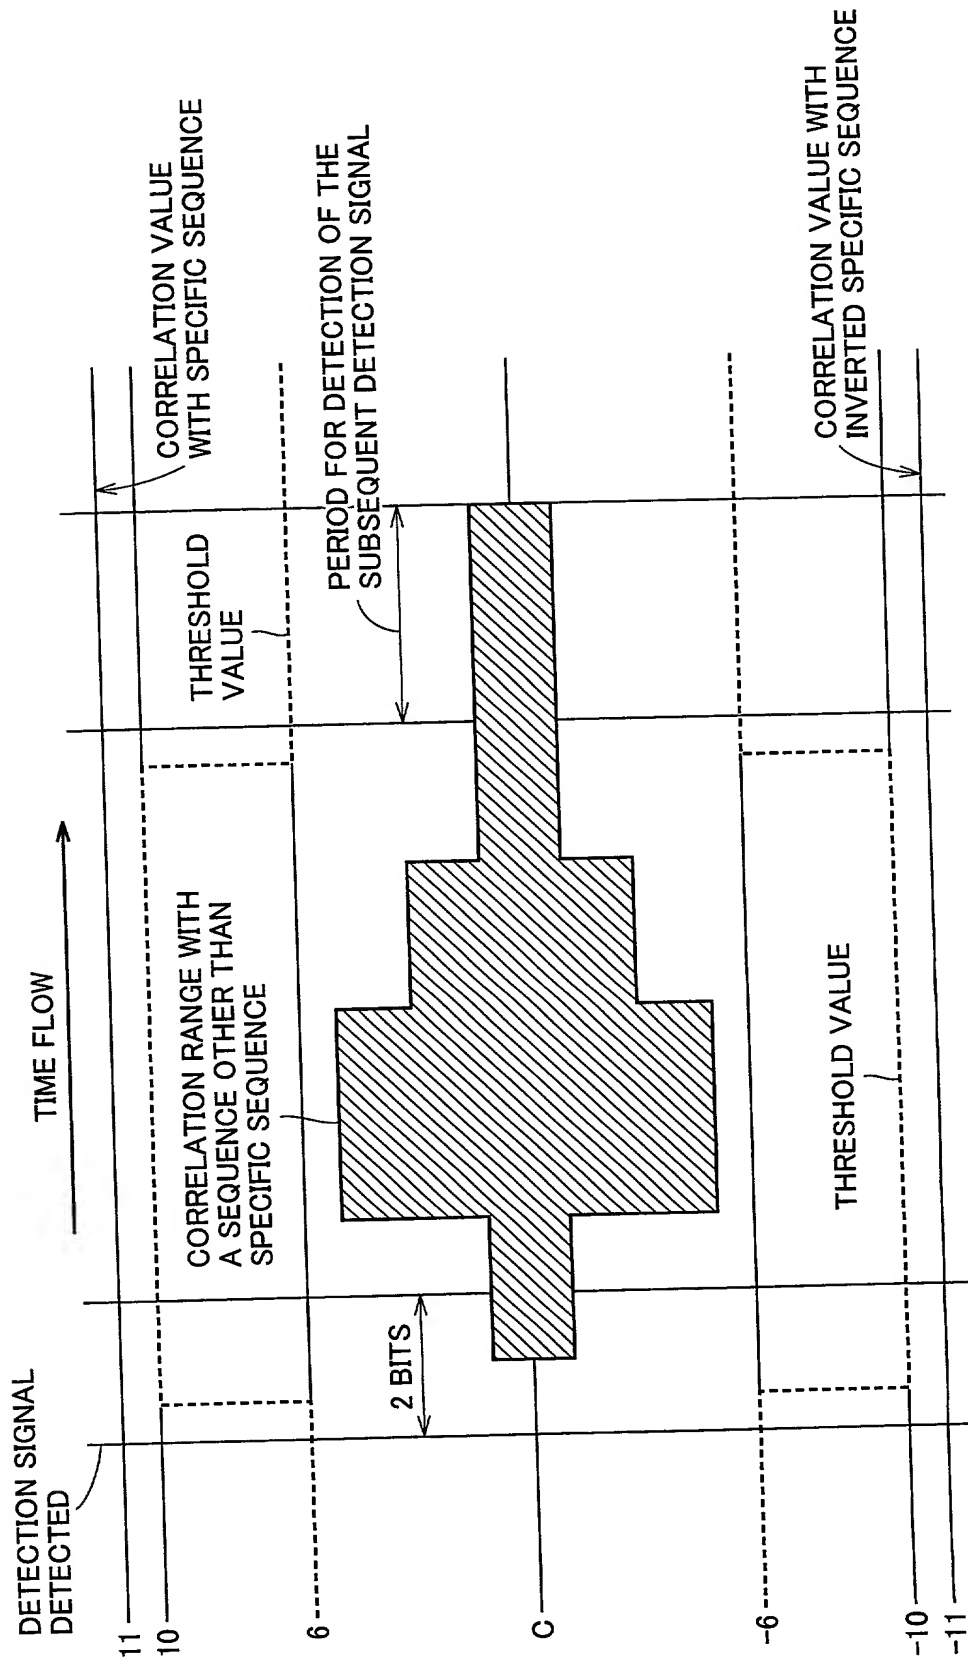 DETECTION SIGNAL
DETECTED
TIME FLOW
CORRELATION VALUE
WITH SPECIFIC SEQUENCE
11
10
6
C
-6
-10
-11
2 BITS
CORRELATION RANGE WITH
A SEQUENCE OTHER THAN
SPECIFIC SEQUENCE
THRESHOLD
VALUE
PERIOD FOR DETECTION OF THE
SUBSEQUENT DETECTION SIGNAL
THRESHOLD VALUE
CORRELATION VALUE WITH
INVERTED SPECIFIC SEQUENCE